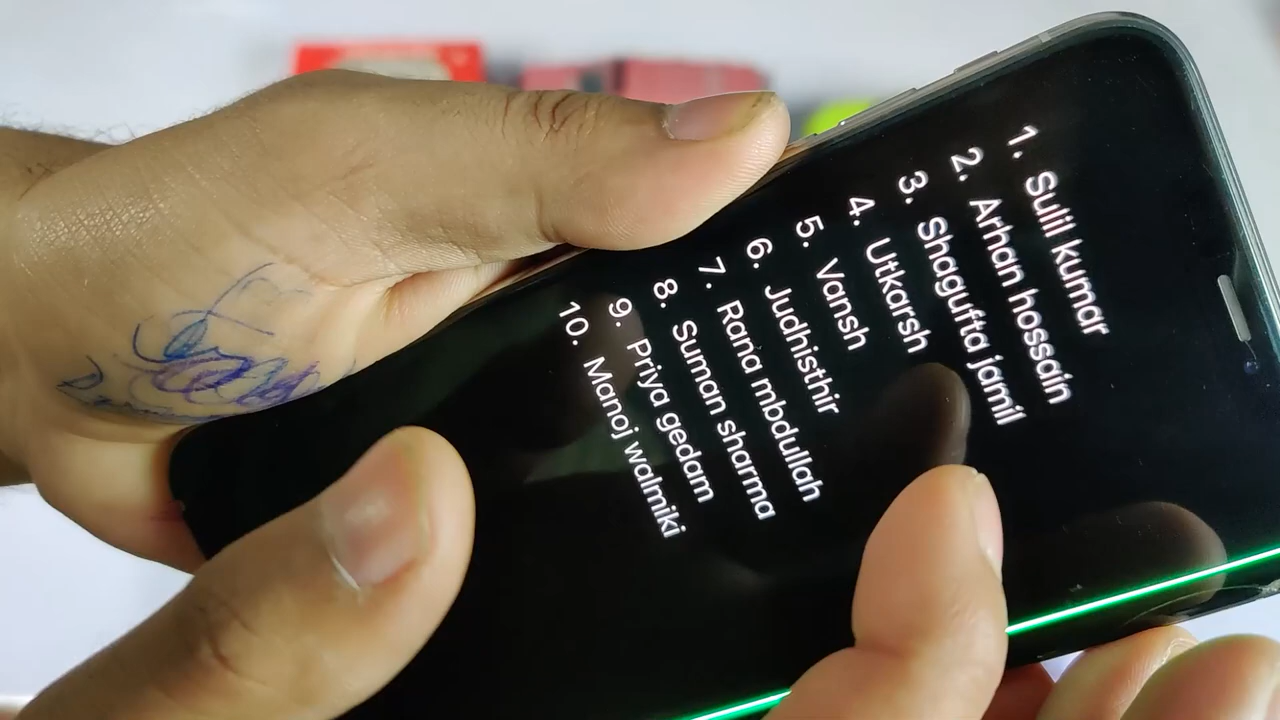 1. Sulil kumar
2. Arhan hossain
3. Shagufta jamil
4. Utkarsh
5. Vansh
6. Judhisthir
7. Rana mbdullah
8. Suman sharma
9. Priya gedam
10. Manoj walmiki